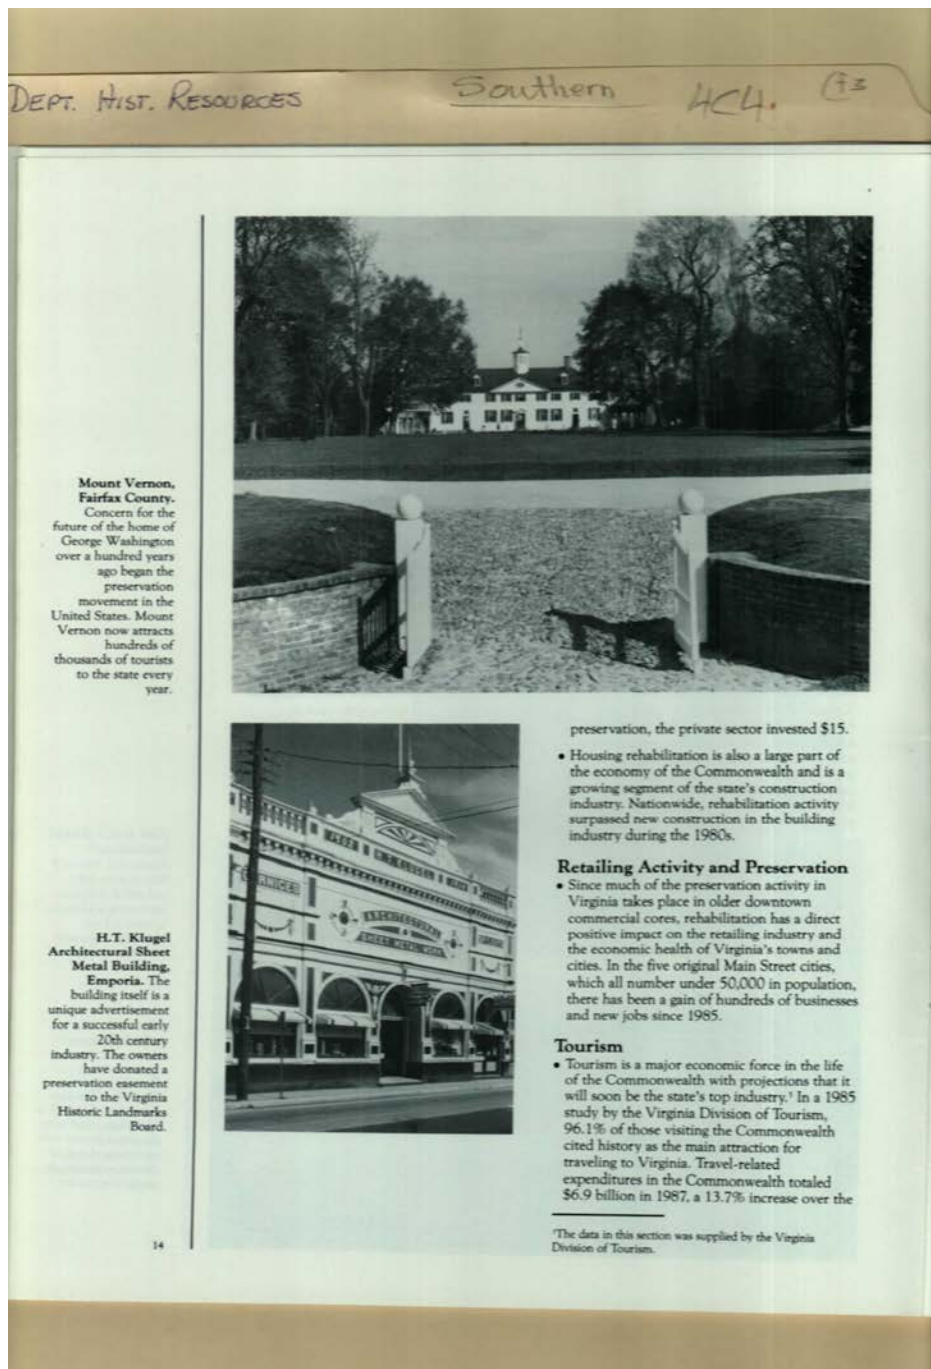 DEPT. HIST. RESOURCES
Southern
4C4.
Mount Vernon,
Fairfax County.
Concern for the
future of the home of
George Washington
over a hundred years
ago began the
preservation
movement in the
United States. Mount
Vernon now attracts
hundreds of
thousands of tourists
to the state every
year.
H.T. Klugel
Architectural Sheet
Metal Building,
Emporia. The
building itself is a
unique advertisement
for a successful early
20th century
industry. The owners
have donated a
preservation easement
to the Virginia
Historic Landmarks
Board.
CORNICES
ARCHITECTURAL
SHEET METAL WORK
preservation, the private sector invested $15.
• Housing rehabilitation is also a large part of
the economy of the Commonwealth and is a
growing segment of the state's construction
industry. Nationwide, rehabilitation activity
surpassed new construction in the building
industry during the 1980s.
Retailing Activity and Preservation
• Since much of the preservation activity in
Virginia takes place in older downtown
commercial cores, rehabilitation has a direct
positive impact on the retailing industry and
the economic health of Virginia's towns and
cities. In the five original Main Street cities,
which all number under 50,000 in population,
there has been a gain of hundreds of businesses
and new jobs since 1985.
Tourism
• Tourism is a major economic force in the life
of the Commonwealth with projections that it
will soon be the state's top industry.¹ In a 1985
study by the Virginia Division of Tourism,
96.1% of those visiting the Commonwealth
cited history as the main attraction for
traveling to Virginia. Travel-related
expenditures in the Commonwealth totaled
$6.9 billion in 1987, a 13.7% increase over the
¹The data in this section was supplied by the Virginia
Division of Tourism.
14